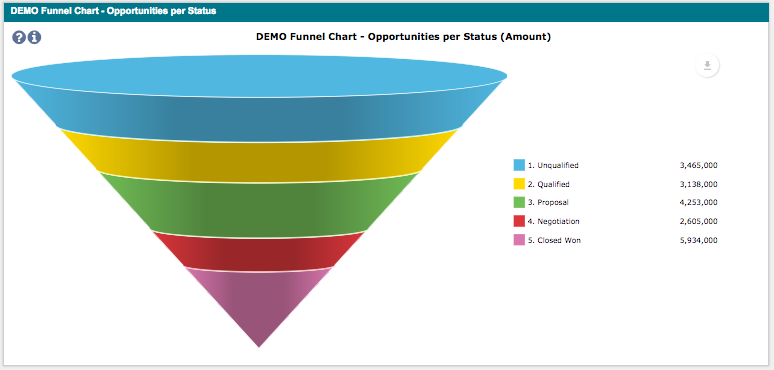 DEMO Funnel Chart - Opportunities per Status
DEMO Funnel Chart - Opportunities per Status (Amount)
1. Unqualified 3,465,000
2. Qualified 3,138,000
3. Proposal 4,253,000
4. Negotiation 2,605,000
5. Closed Won 5,934,000